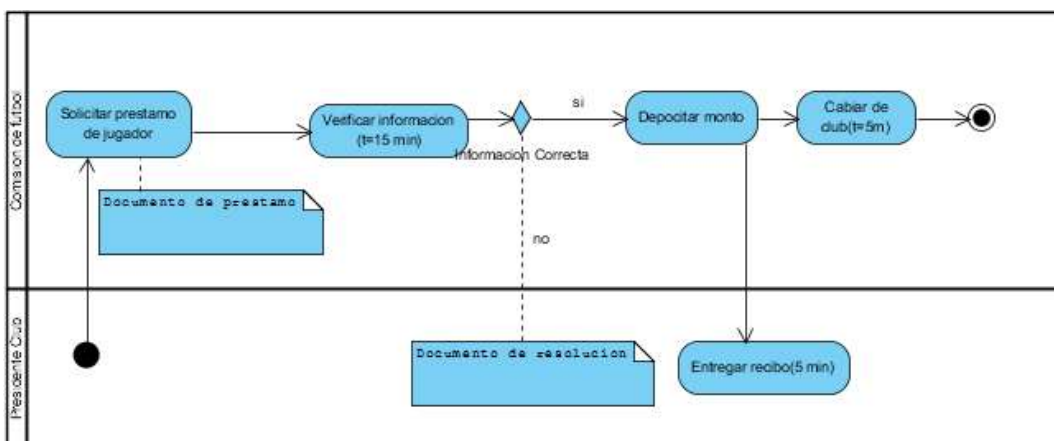 Comision de futbol
Solicitar prestamo
de jugador
Verificar informacion
(t=15 min)
si
Informacion Correcta
Depocitar monto
Cabiar de
club(t=5m)
Documento de prestamo
no
Presidente Club
Documento de resolucion
Entregar recibo(5 min)